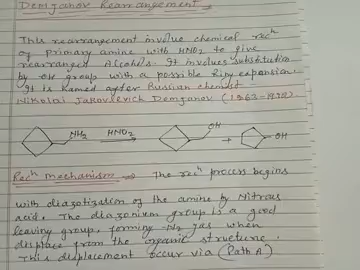 Demjanov Rearrangement →
This rearrangement involve chemical recn
of primary amine with HNO2 to give
rearranged Alcohols. It involves substitution
by OH group with a possible Ring expansion.
It is named after Russian chemist
Nikolai Jakovlevich Demjanov (1863-1938).
NH2 HNO2 OH + OH
Recn mechanism → The recn process begins
with diazotization of the amine by Nitrous
acid. The diazonium group is a good
leaving group, forming N2 gas when
displace from the organic structure.
This displacement occur via (Path A)